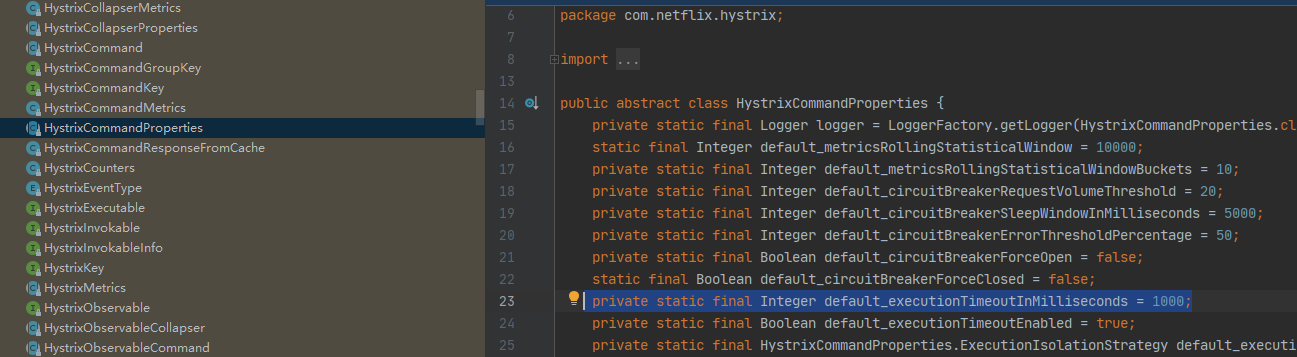 HystrixCollapserMetrics
HystrixCollapserProperties
HystrixCommand
HystrixCommandGroupKey
HystrixCommandKey
HystrixCommandMetrics
HystrixCommandProperties
HystrixCommandResponseFromCache
HystrixCounters
HystrixEventType
HystrixExecutable
HystrixInvokable
HystrixInvokableInfo
HystrixKey
HystrixMetrics
HystrixObservable
HystrixObservableCollapser
HystrixObservableCommand
6 package com.netflix.hystrix;
7
8 import ...
13
14 public abstract class HystrixCommandProperties {
15 private static final Logger logger = LoggerFactory.getLogger(HystrixCommandProperties.cl
16 static final Integer default_metricsRollingStatisticalWindow = 10000;
17 private static final Integer default_metricsRollingStatisticalWindowBuckets = 10;
18 private static final Integer default_circuitBreakerRequestVolumeThreshold = 20;
19 private static final Integer default_circuitBreakerSleepWindowInMilliseconds = 5000;
20 private static final Integer default_circuitBreakerErrorThresholdPercentage = 50;
21 private static final Boolean default_circuitBreakerForceOpen = false;
22 static final Boolean default_circuitBreakerForceClosed = false;
23 private static final Integer default_executionTimeoutInMilliseconds = 1000;
24 private static final Boolean default_executionTimeoutEnabled = true;
25 private static final HystrixCommandProperties.ExecutionIsolationStrategy default_executi